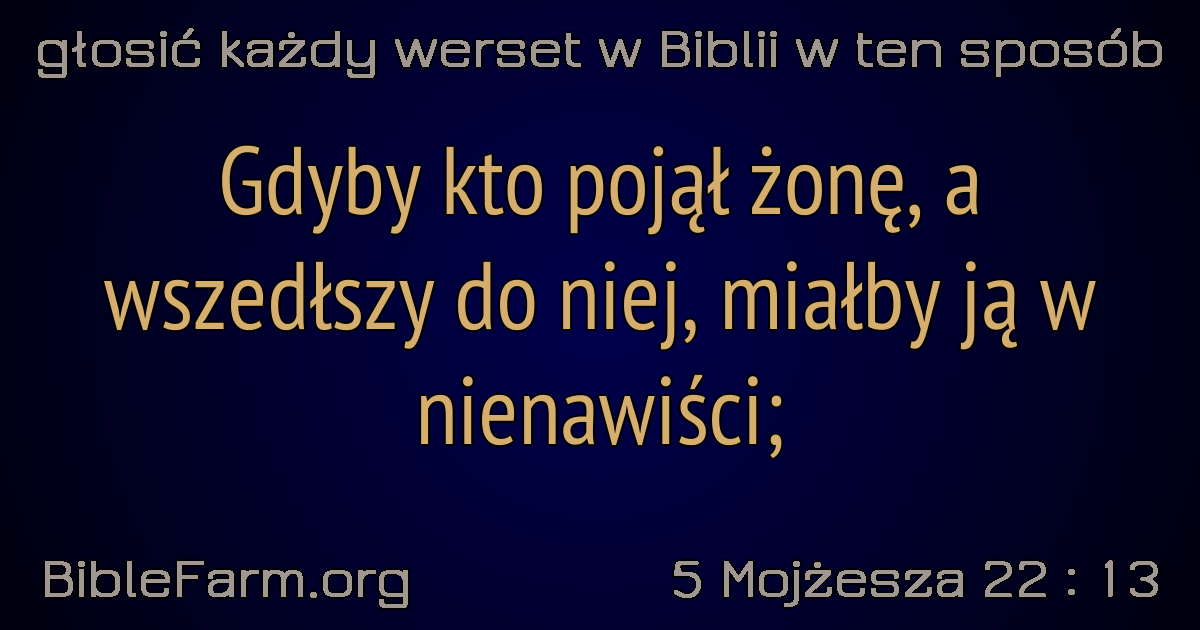 głosić każdy werset w Biblii w ten sposób
Gdyby kto pojął żonę, a
wszedłszy do niej, miałby ją w
nienawiści;
BibleFarm.org
5 Mojżesza 22 : 13